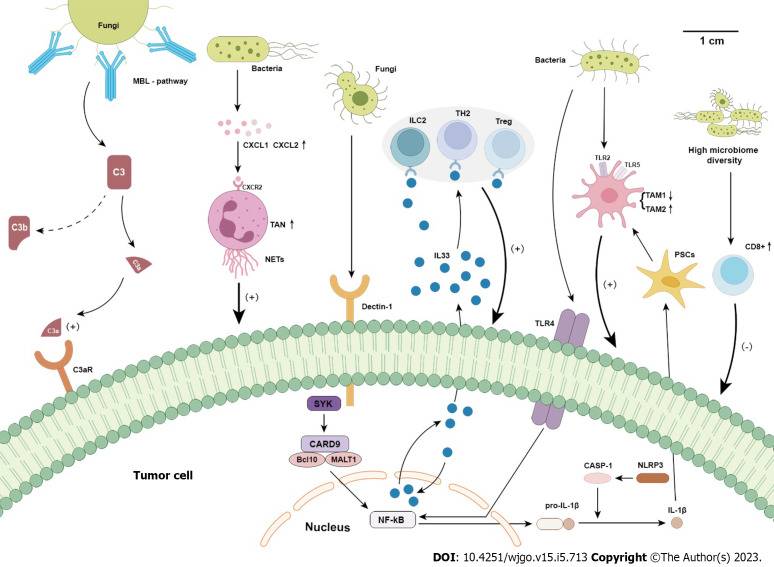 Fungi
MBL - pathway
C3
C3b
C3a
C3a
(+)
C3aR
Bacteria
CXCL1 CXCL2 ↑
CXCR2
TAN ↑
NETs
(+)
Fungi
Dectin-1
ILC2
TH2
Treg
IL33
(+)
Bacteria
TLR2
TLR5
TAM1 ↓
TAM2 ↑
(+)
TLR4
PSCs
1 cm
High microbiome
diversity
CD8+ ↑
(-)
SYK
CARD9
Bcl10
MALT1
Tumor cell
Nucleus
NF-kB
pro-IL-1β
CASP-1
NLRP3
IL-1β
DOI: 10.4251/wjgo.v15.i5.713 Copyright ©The Author(s) 2023.